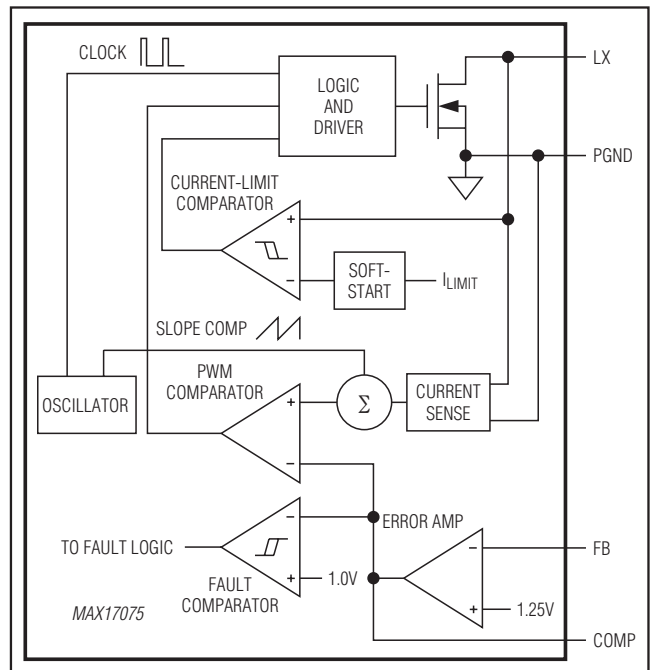 CLOCK
LOGIC
AND
DRIVER
LX
PGND
CURRENT-LIMIT
COMPARATOR
+
−
SOFT-
START
ILIMIT
SLOPE COMP
OSCILLATOR
PWM
COMPARATOR
+
−
Σ
CURRENT
SENSE
TO FAULT LOGIC
−
+
1.0V
FAULT
COMPARATOR
ERROR AMP
−
+
1.25V
FB
COMP
MAX17075